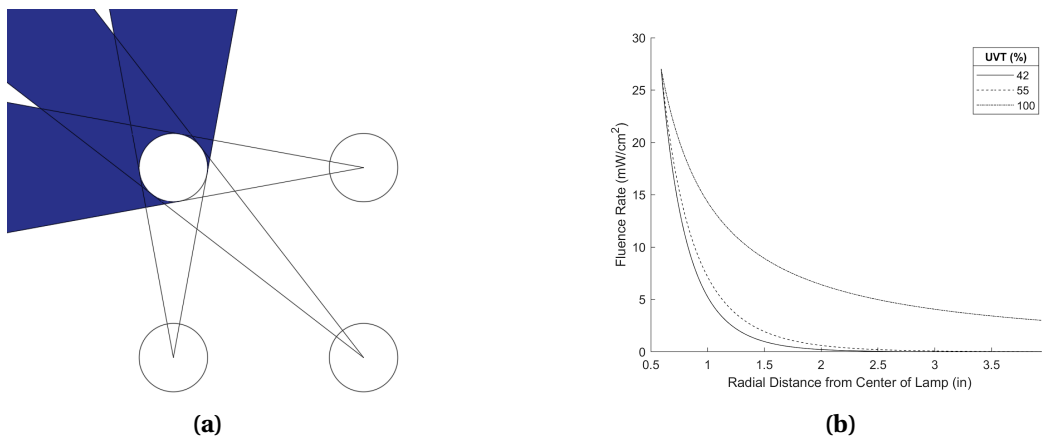 30
25
20
15
10
5
0
Fluence Rate (mW/cm²)
0.5 1 1.5 2 2.5 3 3.5
Radial Distance from Center of Lamp (in)
UVT (%)
42
55
100
(a)
(b)